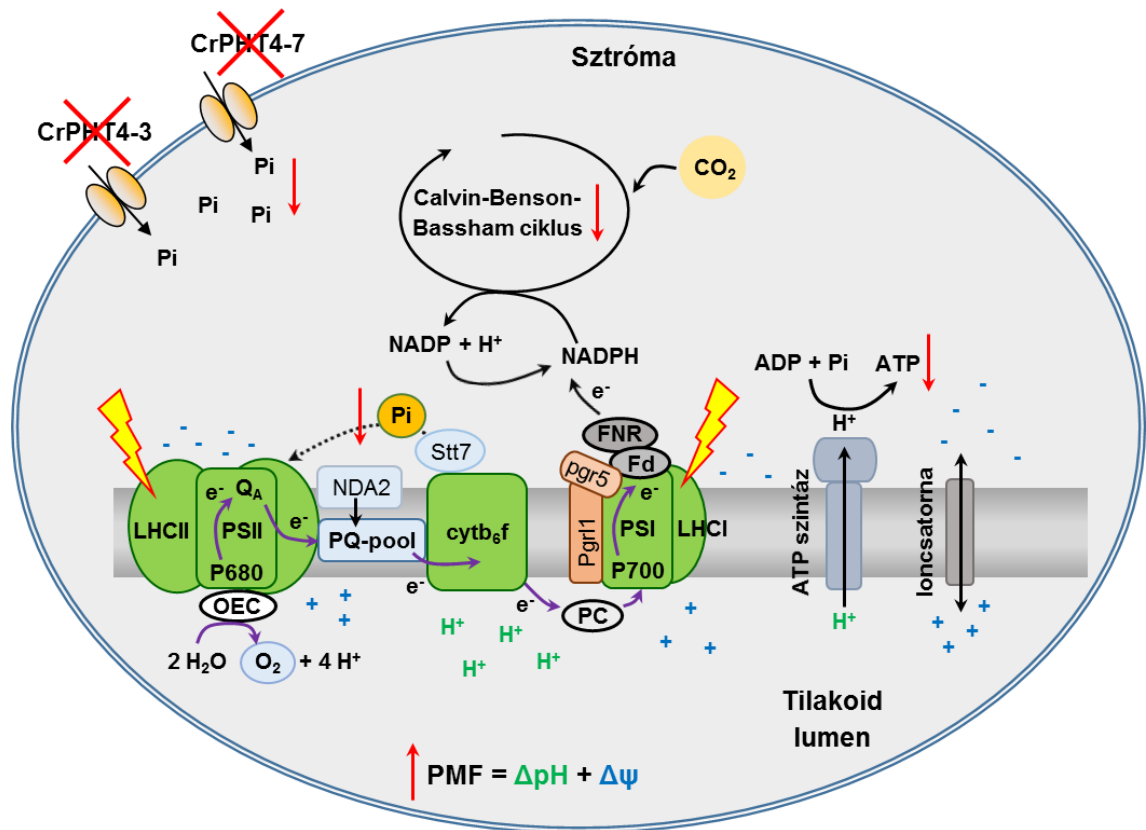 CrPHT4-7
Sztróma
CrPHT4-3
Pi
Pi
Pi
Pi
CO₂
Calvin-Benson-
Bassham ciklus
NADP + H⁺
NADPH
ADP + Pi
ATP
e⁻
H⁺
Pi
Stt7
FNR
Fd
pgr5
NDA2
e⁻
Q_A
e⁻
e⁻
LHCII
PSII
PQ-pool
cytb₆f
Pgrl1
PSI
LHCI
P680
P700
ATP szintáz
Ioncsatorna
OEC
e⁻
e⁻
PC
H⁺
H⁺
H⁺
H⁺
H⁺
H⁺
2 H₂O
O₂
+ 4 H⁺
Tilakoid
lumen
PMF = ΔpH + Δψ